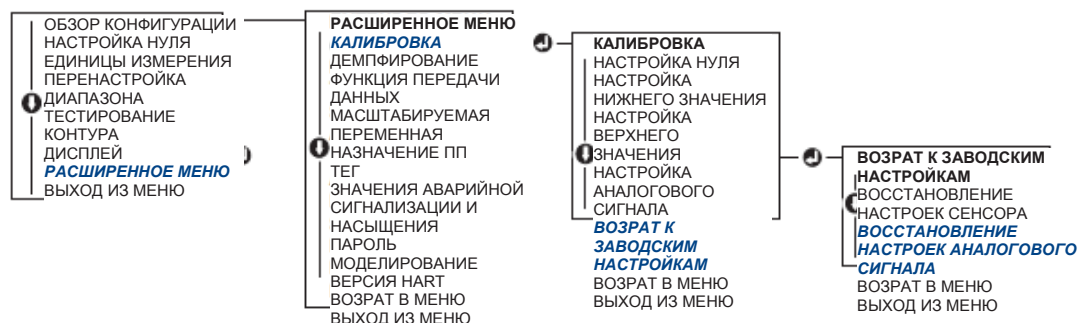 ОБЗОР КОНФИГУРАЦИИ
НАСТРОЙКА НУЛЯ
ЕДИНИЦЫ ИЗМЕРЕНИЯ
ПЕРЕНАСТРОЙКА
ДИАПАЗОНА
ТЕСТИРОВАНИЕ
КОНТУРА
ДИСПЛЕЙ
РАСШИРЕННОЕ МЕНЮ
ВЫХОД ИЗ МЕНЮ
РАСШИРЕННОЕ МЕНЮ
КАЛИБРОВКА
ДЕМПФИРОВАНИЕ
ФУНКЦИЯ ПЕРЕДАЧИ
ДАННЫХ
МАСШТАБИРУЕМАЯ
ПЕРЕМЕННАЯ
НАЗНАЧЕНИЕ ПП
ТЕГ
ЗНАЧЕНИЯ АВАРИЙНОЙ
СИГНАЛИЗАЦИИ И
НАСЫЩЕНИЯ
ПАРОЛЬ
МОДЕЛИРОВАНИЕ
ВЕРСИЯ HART
ВОЗРАТ В МЕНЮ
ВЫХОД ИЗ МЕНЮ
КАЛИБРОВКА
НАСТРОЙКА НУЛЯ
НАСТРОЙКА
НИЖНЕГО ЗНАЧЕНИЯ
НАСТРОЙКА
ВЕРХНЕГО
ЗНАЧЕНИЯ
НАСТРОЙКА
АНАЛОГОВОГО
СИГНАЛА
ВОЗРАТ К
ЗАВОДСКИМ
НАСТРОЙКАМ
ВОЗРАТ В МЕНЮ
ВЫХОД ИЗ МЕНЮ
ВОЗРАТ К ЗАВОДСКИМ
НАСТРОЙКАМ
ВОССТАНОВЛЕНИЕ
НАСТРОЕК СЕНСОРА
ВОССТАНОВЛЕНИЕ
НАСТРОЕК АНАЛОГОВОГО
СИГНАЛА
ВОЗРАТ В МЕНЮ
ВЫХОД ИЗ МЕНЮ